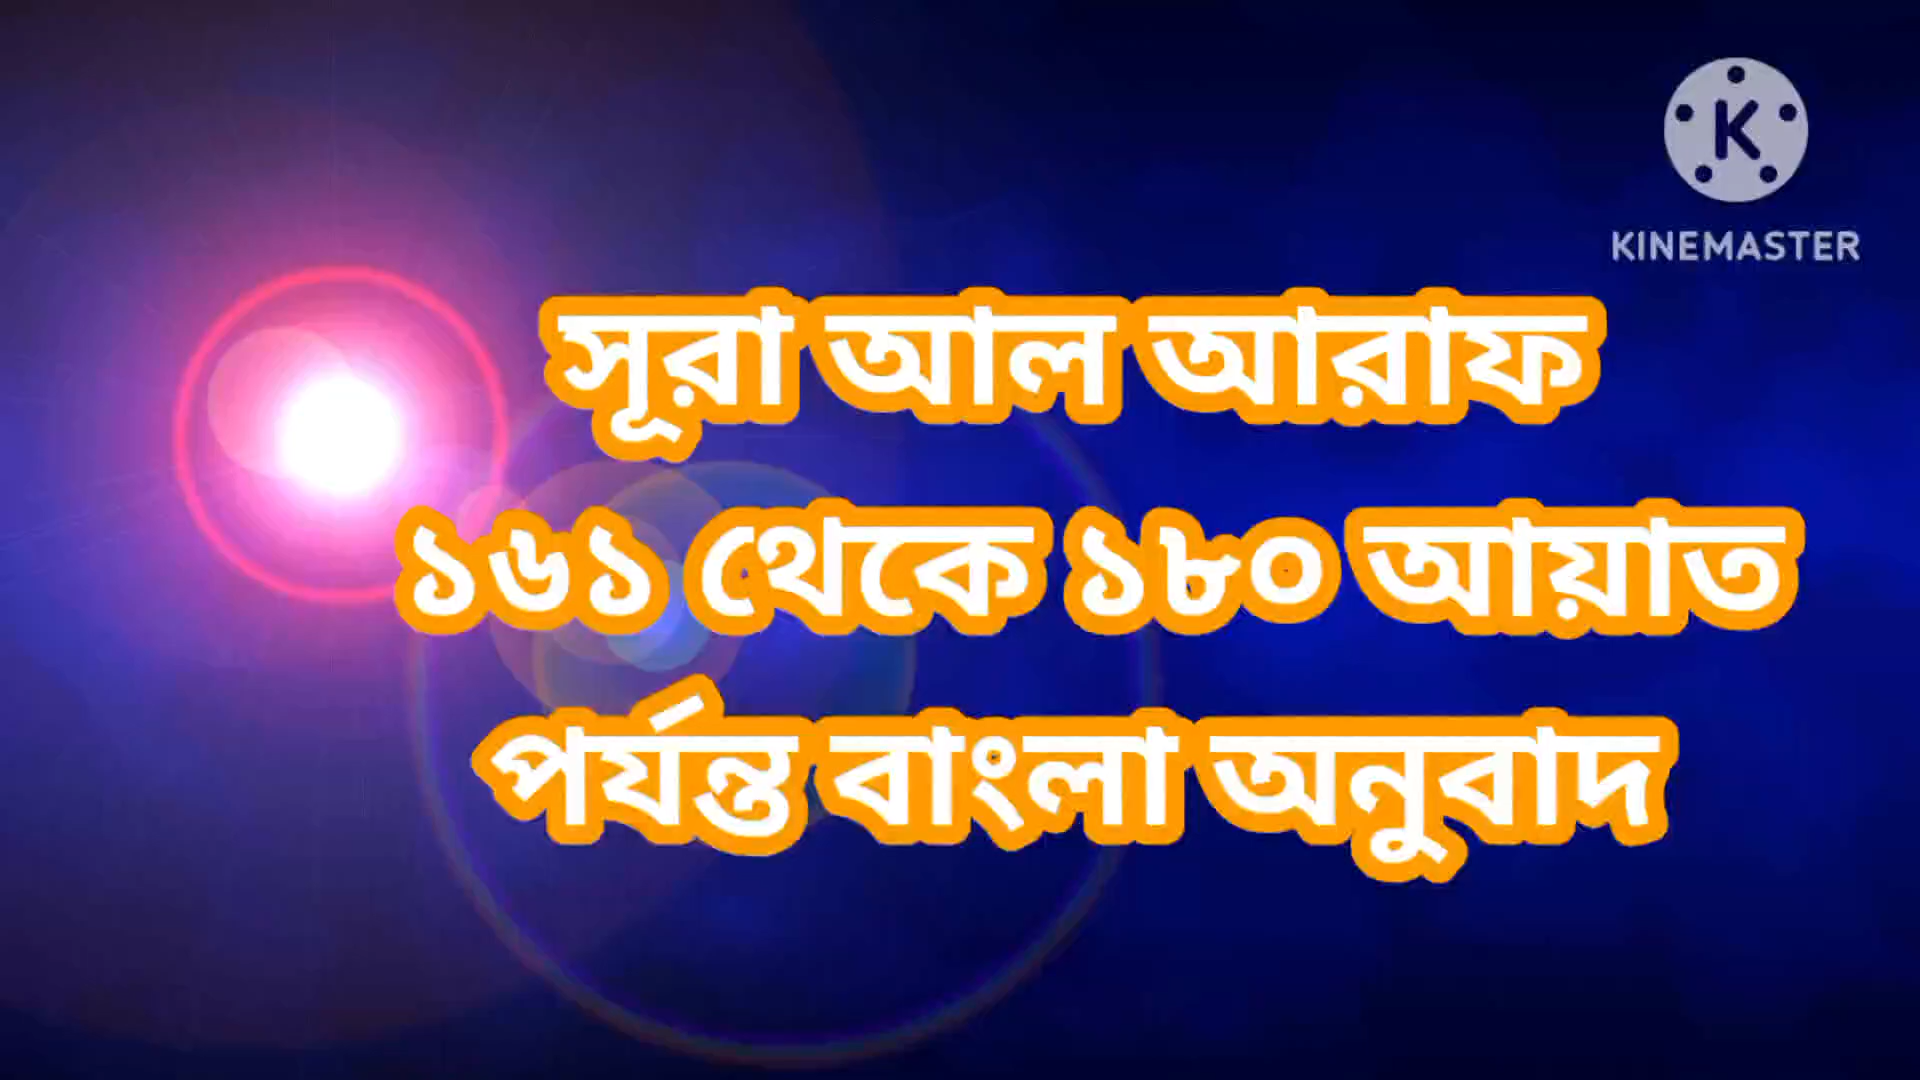 KINEMASTER
সূরা আল আরাফ
১৬১ থেকে ১৮০ আয়াত
পর্যন্ত বাংলা অনুবাদ